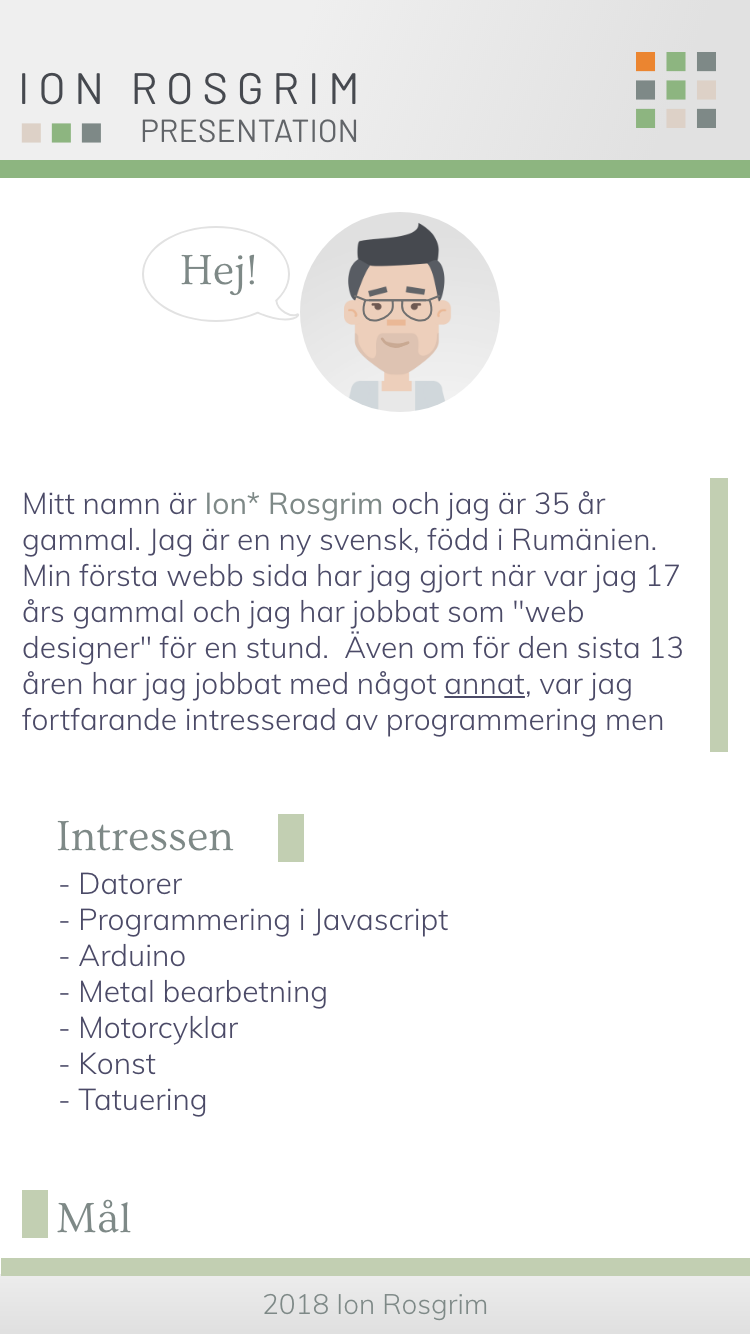 ION ROSGRIM
PRESENTATION
Hej!
Mitt namn är Ion* Rosgrim och jag är 35 år
gammal. Jag är en ny svensk, född i Rumänien.
Min första webb sida har jag gjort när var jag 17
års gammal och jag har jobbat som "web
designer" för en stund.  Även om för den sista 13
åren har jag jobbat med något annat, var jag
fortfarande intresserad av programmering men
Intressen
- Datorer
- Programmering i Javascript
- Arduino
- Metal bearbetning
- Motorcyklar
- Konst
- Tatuering
Mål
2018 Ion Rosgrim